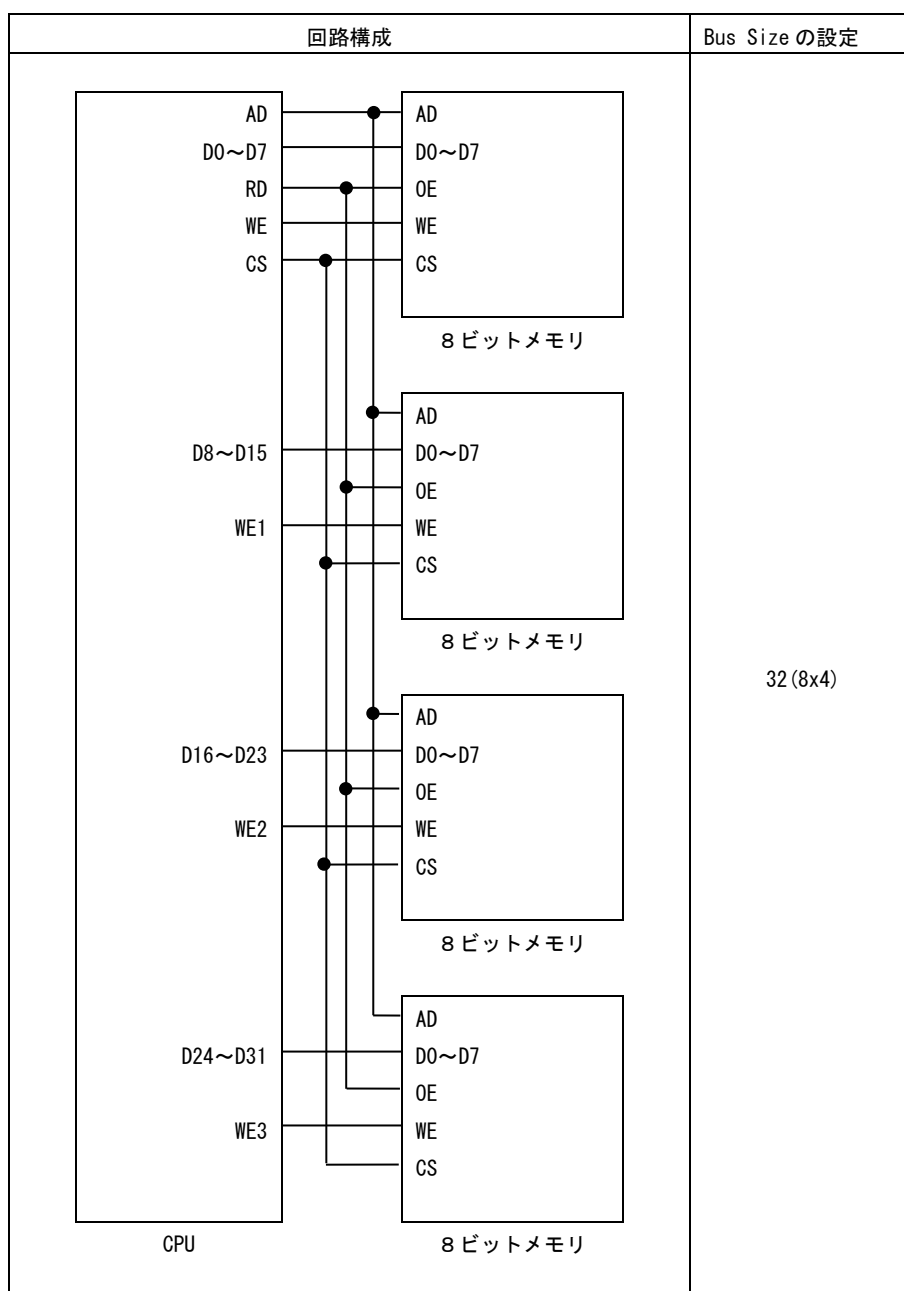 回路構成 Bus Size の設定
AD AD
D0～D7 D0～D7
RD OE
WE WE
CS CS
８ビットメモリ
AD
D8～D15 D0～D7
OE
WE1 WE
CS
８ビットメモリ
32(8x4)
AD
D16～D23 D0～D7
OE
WE2 WE
CS
８ビットメモリ
AD
D24～D31 D0～D7
OE
WE3 WE
CS
CPU ８ビットメモリ